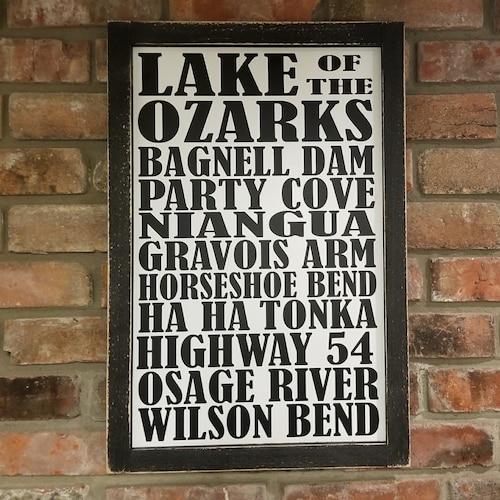 LAKE OF THE
OZARKS
BAGNELL DAM
PARTY COVE
NIANGUA
GRAVOIS ARM
HORSESHOE BEND
HA HA TONKA
HIGHWAY 54
OSAGE RIVER
WILSON BEND